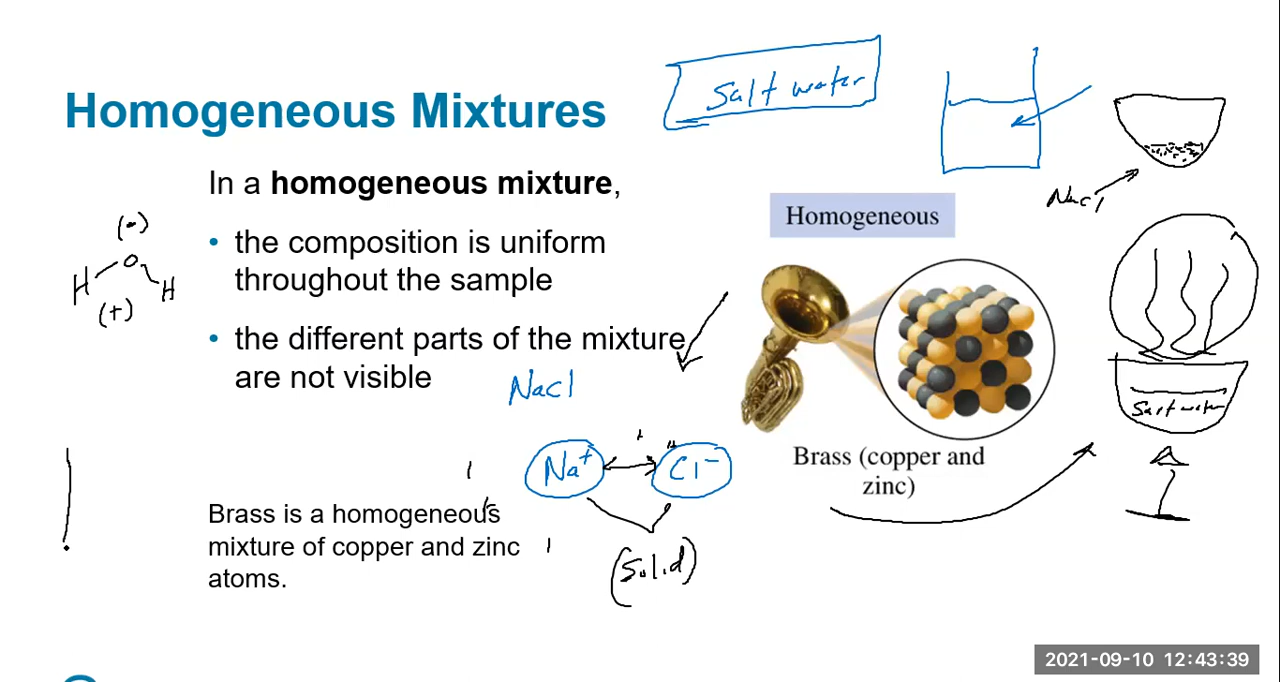 Salt water
Homogeneous Mixtures
In a homogeneous mixture,
NaCl
Homogeneous
(-)
• the composition is uniform
throughout the sample
H O H
(+)
• the different parts of the mixture
are not visible
NaCl
Salt water
Na+ Cl-
Brass (copper and
zinc)
Brass is a homogeneous
mixture of copper and zinc
atoms.
(Solid)
2021-09-10 12:43:39